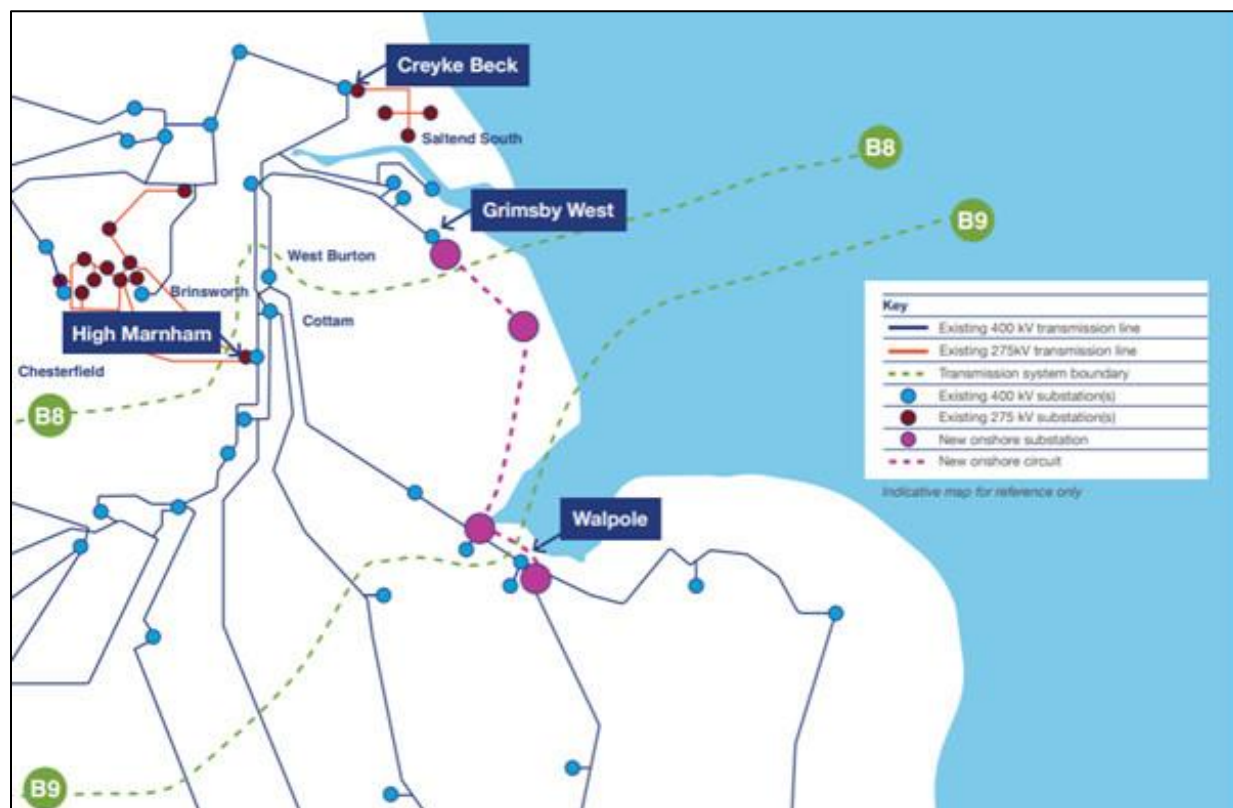 Creyke Beck
Saltend South
B8
Grimsby West
B9
West Burton
Brinsworth
Cottam
High Marnham
Chesterfield
B8
Key
Existing 400 kV transmission line
Existing 275kV transmission line
Transmission system boundary
Existing 400 kV substation(s)
Existing 275 kV substation(s)
New onshore substation
New onshore circuit
Indicative map for reference only
Walpole
B9